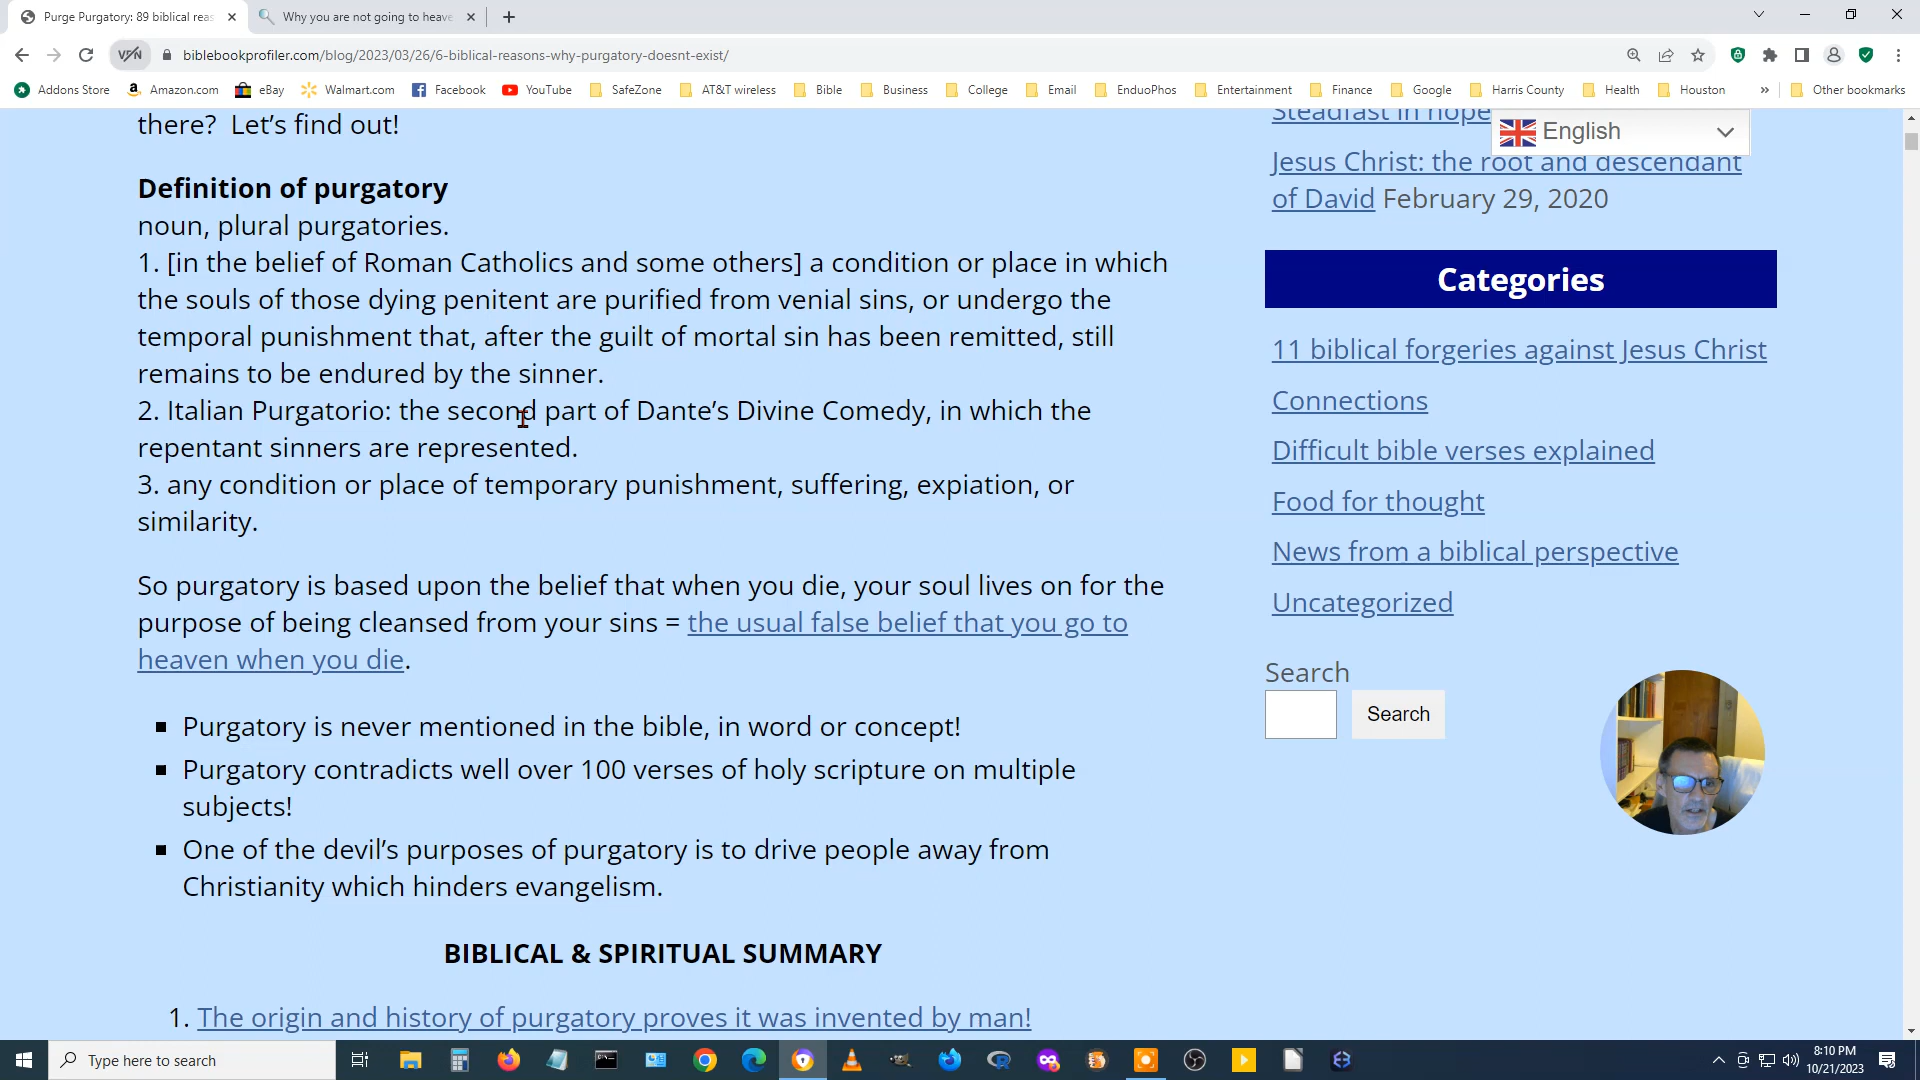 Purge Purgatory: 89 biblical reas
Why you are not going to heave
biblebookprofiler.com/blog/2023/03/26/6-biblical-reasons-why-purgatory-doesnt-exist/
Addons Store Amazon.com eBay Walmart.com Facebook YouTube SafeZone AT&T wireless Bible Business College Email EnduoPhos Entertainment Finance Google Harris County Health Houston » Other bookmarks
there? Let’s find out!
Definition of purgatory
noun, plural purgatories.
1. [in the belief of Roman Catholics and some others] a condition or place in which
the souls of those dying penitent are purified from venial sins, or undergo the
temporal punishment that, after the guilt of mortal sin has been remitted, still
remains to be endured by the sinner.
2. Italian Purgatorio: the second part of Dante’s Divine Comedy, in which the
repentant sinners are represented.
3. any condition or place of temporary punishment, suffering, expiation, or
similarity.
So purgatory is based upon the belief that when you die, your soul lives on for the
purpose of being cleansed from your sins = the usual false belief that you go to
heaven when you die.
▪ Purgatory is never mentioned in the bible, in word or concept!
▪ Purgatory contradicts well over 100 verses of holy scripture on multiple
subjects!
▪ One of the devil’s purposes of purgatory is to drive people away from
Christianity which hinders evangelism.
BIBLICAL & SPIRITUAL SUMMARY
1. The origin and history of purgatory proves it was invented by man!
Steadfast in hope
English
Jesus Christ: the root and descendant
of David February 29, 2020
Categories
11 biblical forgeries against Jesus Christ
Connections
Difficult bible verses explained
Food for thought
News from a biblical perspective
Uncategorized
Search
Search
Type here to search
8:10 PM
10/21/2023